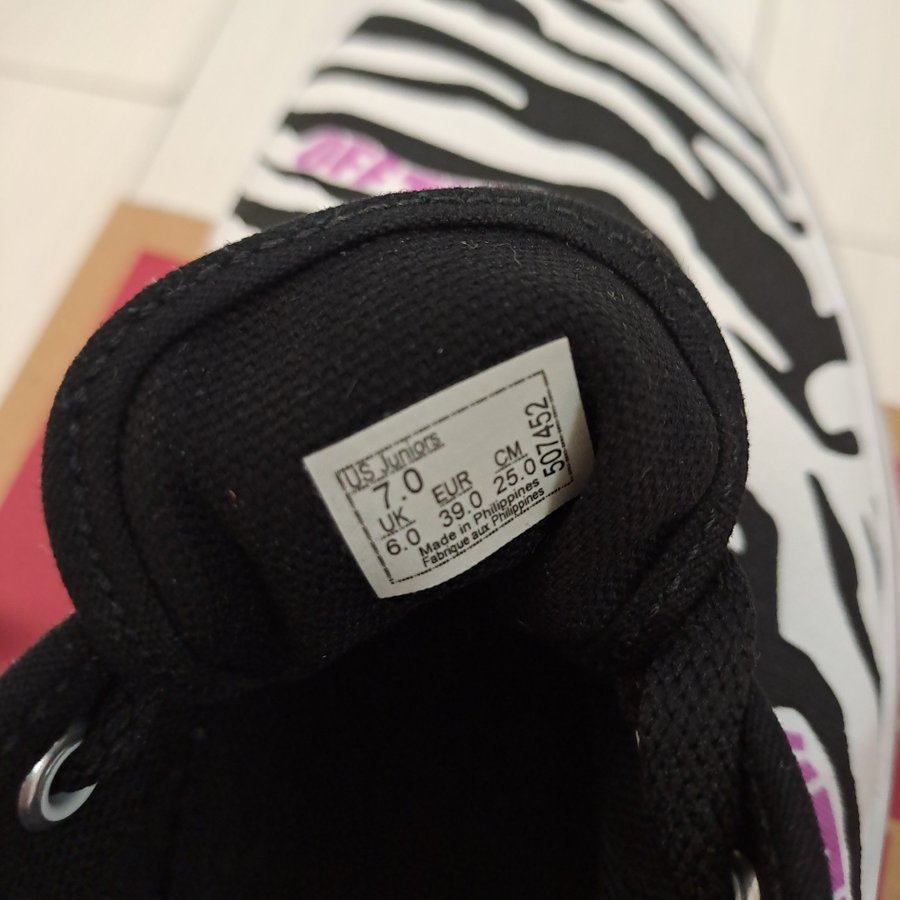 US Juniors
7.0
UK EUR CM
6.0 39.0 25.0
Made in Philippines
Fabrique aux Philippines
507452